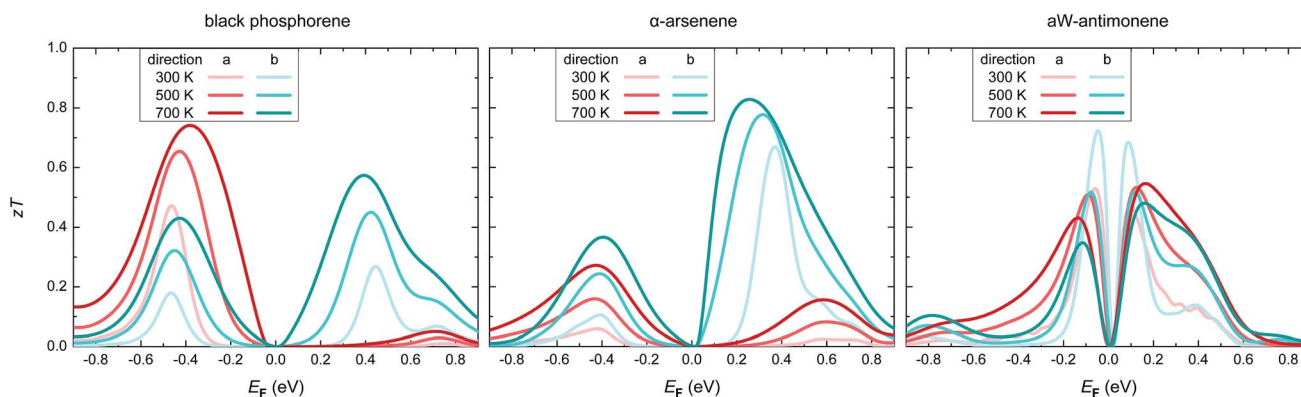 black phosphorene
α-arsenene
aW-antimonene
zT
1.0
0.8
0.6
0.4
0.2
0.0
direction a b
300 K
500 K
700 K
-0.8 -0.6 -0.4 -0.2 0.0 0.2 0.4 0.6 0.8
E_F (eV)
direction a b
300 K
500 K
700 K
-0.8 -0.6 -0.4 -0.2 0.0 0.2 0.4 0.6 0.8
E_F (eV)
direction a b
300 K
500 K
700 K
-0.8 -0.6 -0.4 -0.2 0.0 0.2 0.4 0.6 0.8
E_F (eV)